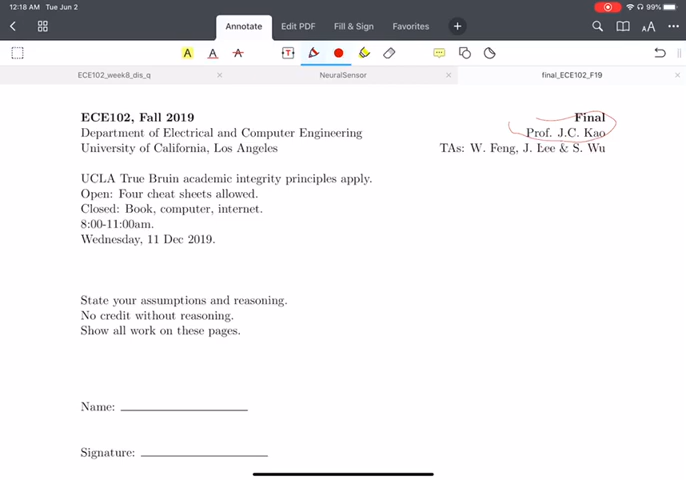 12:18 AM Tue Jun 2
99%
Annotate Edit PDF Fill & Sign Favorites
A A A T AA
ECE102_week8_dis_q × NeuralSensor × final_ECE102_F19 ×
ECE102, Fall 2019 Final
Department of Electrical and Computer Engineering Prof. J.C. Kao
University of California, Los Angeles TAs: W. Feng, J. Lee & S. Wu
UCLA True Bruin academic integrity principles apply.
Open: Four cheat sheets allowed.
Closed: Book, computer, internet.
8:00-11:00am.
Wednesday, 11 Dec 2019.
State your assumptions and reasoning.
No credit without reasoning.
Show all work on these pages.
Name:
Signature: